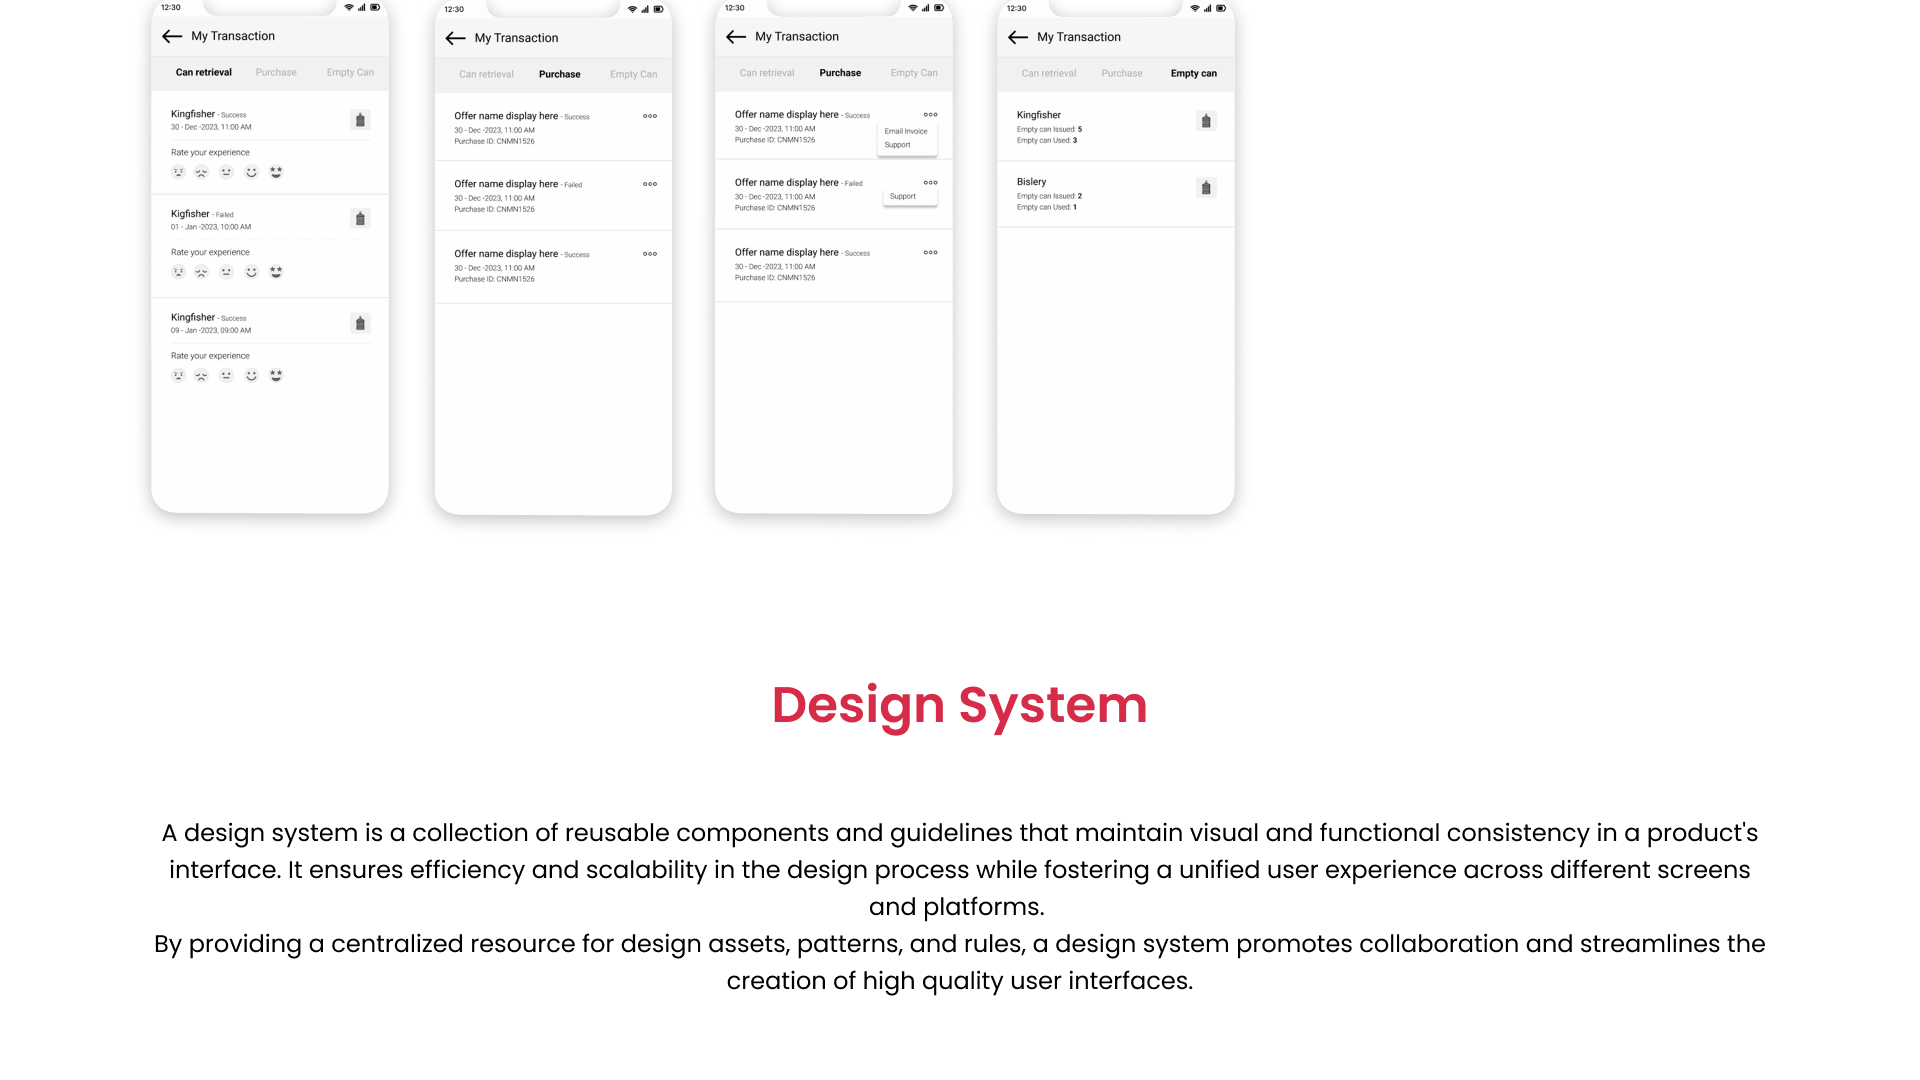 12:30
My Transaction
Can retrieval
Purchase
Empty Can
Kingfisher - Success
30 - Dec -2023, 11:00 AM
Rate your experience
Kigfisher - Failed
01 - Jan -2023, 10:00 AM
Rate your experience
Kingfisher - Success
09 - Jan -2023, 09:00 AM
Rate your experience
12:30
My Transaction
Can retrieval
Purchase
Empty Can
Offer name display here - Success
30 - Dec -2023, 11:00 AM
Purchase ID: CNMN1526
Offer name display here - Failed
30 - Dec -2023, 11:00 AM
Purchase ID: CNMN1526
Offer name display here - Success
30 - Dec -2023, 11:00 AM
Purchase ID: CNMN1526
12:30
My Transaction
Can retrieval
Purchase
Empty Can
Offer name display here - Success
30 - Dec -2023, 11:00 AM
Purchase ID: CNMN1526
Email Invoice
Support
Offer name display here - Failed
30 - Dec -2023, 11:00 AM
Purchase ID: CNMN1526
Support
Offer name display here - Success
30 - Dec -2023, 11:00 AM
Purchase ID: CNMN1526
12:30
My Transaction
Can retrieval
Purchase
Empty can
Kingfisher
Empty can Issued: 5
Empty can Used: 3
Bislery
Empty can Issued: 2
Empty can Used: 1
Design System
A design system is a collection of reusable components and guidelines that maintain visual and functional consistency in a product's
interface. It ensures efficiency and scalability in the design process while fostering a unified user experience across different screens
and platforms.
By providing a centralized resource for design assets, patterns, and rules, a design system promotes collaboration and streamlines the
creation of high quality user interfaces.